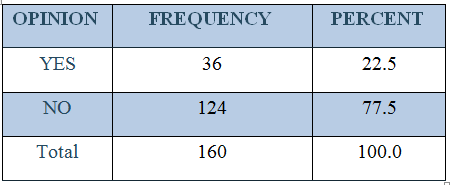 OPINION FREQUENCY PERCENT
YES 36 22.5
NO 124 77.5
Total 160 100.0